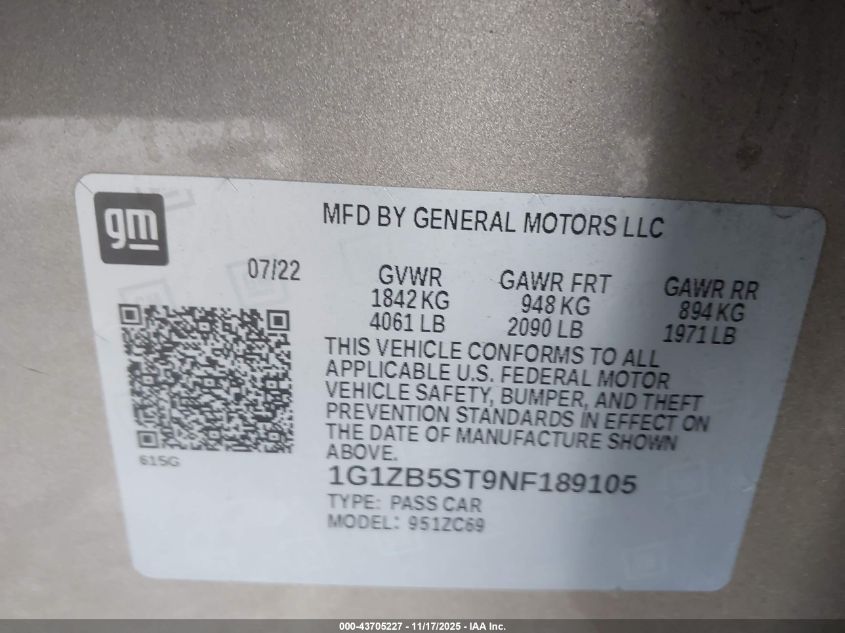 gm
MFD BY GENERAL MOTORS LLC
07/22
GVWR
1842 KG
4061 LB
GAWR FRT
948 KG
2090 LB
GAWR RR
894 KG
1971 LB
THIS VEHICLE CONFORMS TO ALL
APPLICABLE U.S. FEDERAL MOTOR
VEHICLE SAFETY, BUMPER, AND THEFT
PREVENTION STANDARDS IN EFFECT ON
THE DATE OF MANUFACTURE SHOWN
ABOVE.
615G
1G1ZB5ST9NF189105
TYPE: PASS CAR
MODEL: 951ZC69
000-43705227 - 11/17/2025 - IAA Inc.